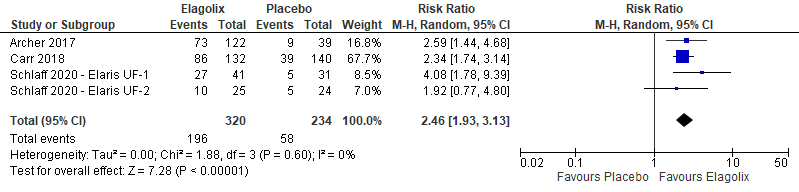 Elagolix Placebo Risk Ratio Risk Ratio
Study or Subgroup Events Total Events Total Weight M-H, Random, 95% CI M-H, Random, 95% CI
Archer 2017 73 122 9 39 16.8% 2.59 [1.44, 4.68]
Carr 2018 86 132 39 140 67.7% 2.34 [1.74, 3.14]
Schlaff 2020 - Elaris UF-1 27 41 5 31 8.5% 4.08 [1.78, 9.39]
Schlaff 2020 - Elaris UF-2 10 25 5 24 7.0% 1.92 [0.77, 4.80]
Total (95% CI) 320 234 100.0% 2.46 [1.93, 3.13]
Total events 196 58
Heterogeneity: Tau² = 0.00; Chi² = 1.88, df = 3 (P = 0.60); I² = 0%
Test for overall effect: Z = 7.28 (P < 0.00001)
0.02 0.1 1 10 50
Favours Placebo Favours Elagolix